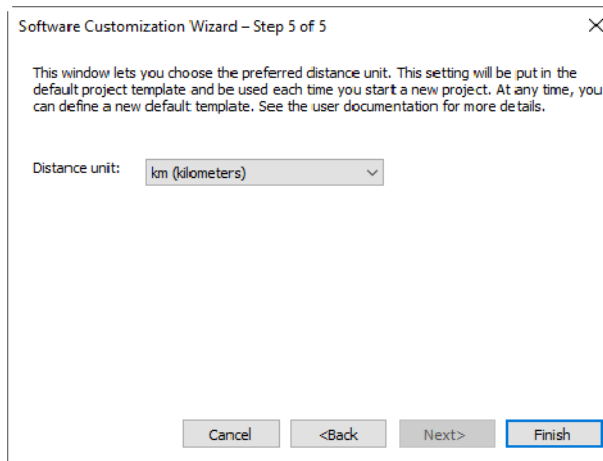 Software Customization Wizard – Step 5 of 5
This window lets you choose the preferred distance unit. This setting will be put in the
default project template and be used each time you start a new project. At any time, you
can define a new default template. See the user documentation for more details.
Distance unit:
km (kilometers)
Cancel
<Back
Next>
Finish